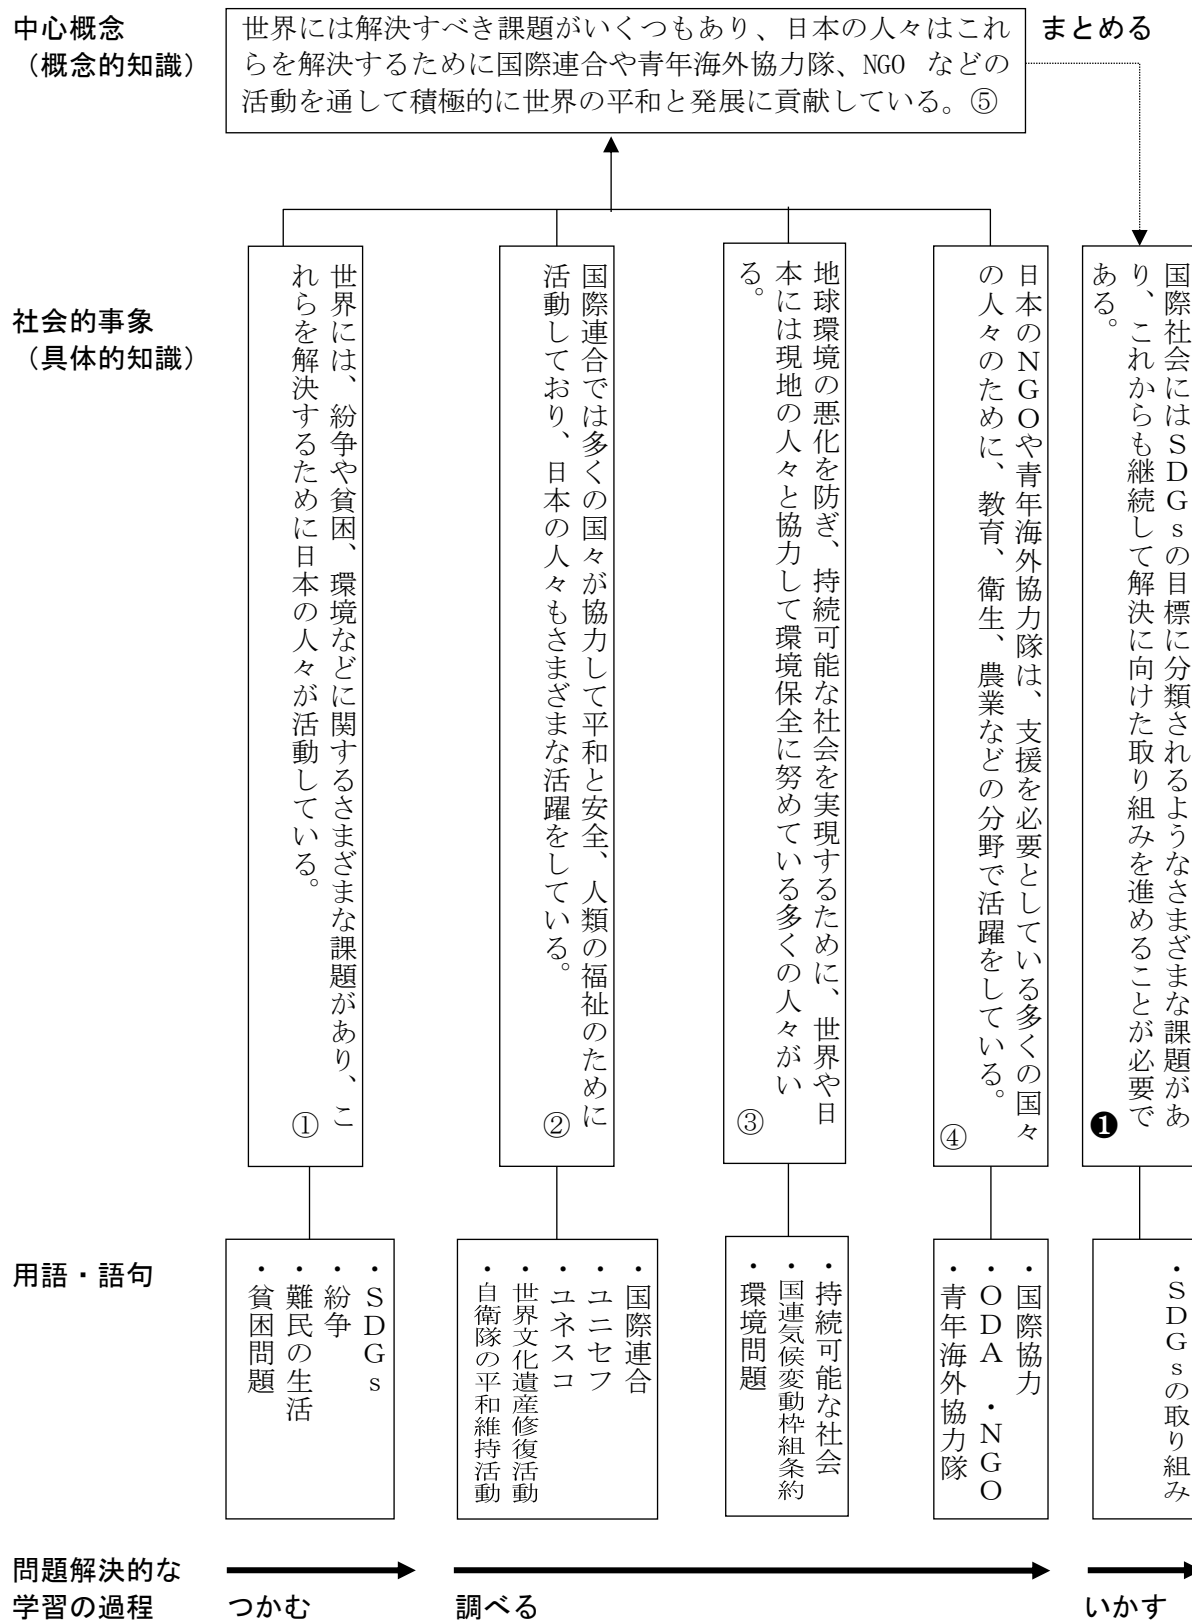 中心概念
（概念的知識）
世界には解決すべき課題がいくつもあり、日本の人々はこれ
らを解決するために国際連合や青年海外協力隊、NGO などの
活動を通して積極的に世界の平和と発展に貢献している。⑤
まとめる
社会的事象
（具体的知識）
世界には、紛争や貧困、環境などに関するさまざまな課題があり、こ
れらを解決するために日本の人々が活動している。
①
国際連合では多くの国々が協力して平和と安全、人類の福祉のために
活動しており、日本の人々もさまざまな活躍をしている。
②
地球環境の悪化を防ぎ、持続可能な社会を実現するために、世界や日
本には現地の人々と協力して環境保全に努めている多くの人々がい
る。
③
日本のNGOや青年海外協力隊は、支援を必要としている多くの国々
の人々のために、教育、衛生、農業などの分野で活躍をしている。
④
国際社会にはSDGsの目標に分類されるようなさまざまな課題があ
り、これからも継続して解決に向けた取り組みを進めることが必要で
ある。
❶
用語・語句
・SDGs
・紛争
・難民の生活
・貧困問題
・国際連合
・ユニセフ
・ユネスコ
・世界文化遺産修復活動
・自衛隊の平和維持活動
・持続可能な社会
・国連気候変動枠組条約
・環境問題
・国際協力
・ODA・NGO
・青年海外協力隊
・SDGsの取り組み
問題解決的な
学習の過程
つかむ
調べる
いかす